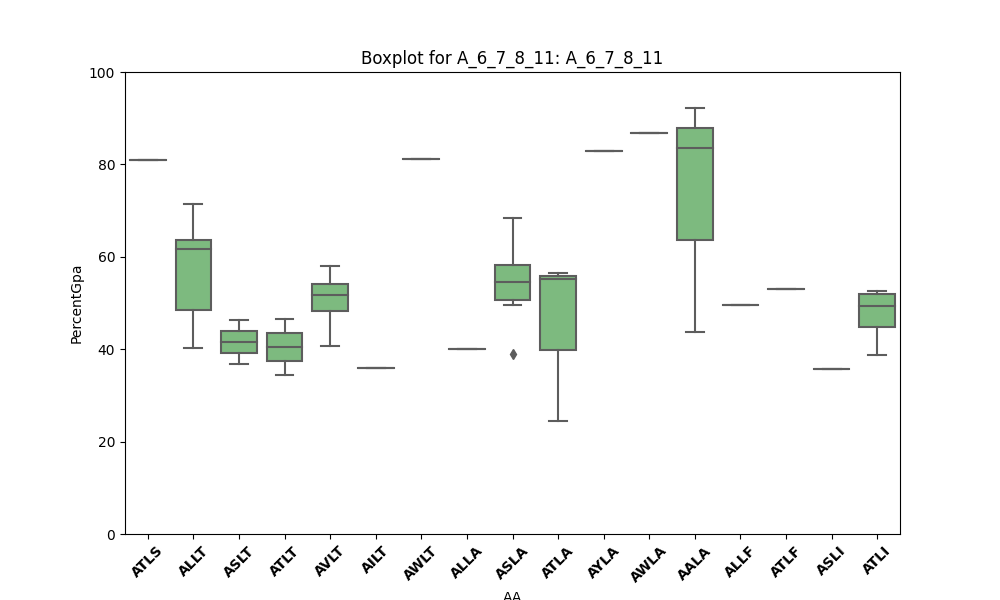 Boxplot for A_6_7_8_11: A_6_7_8_11
100
80
60
40
20
0
PercentGpa
ATLS ALLT ASLT ATLT AVLT AILT AWLT ALLA ASLA ATLA AYLA AWLA AALA ALLF ATLF ASLI ATLI
AA